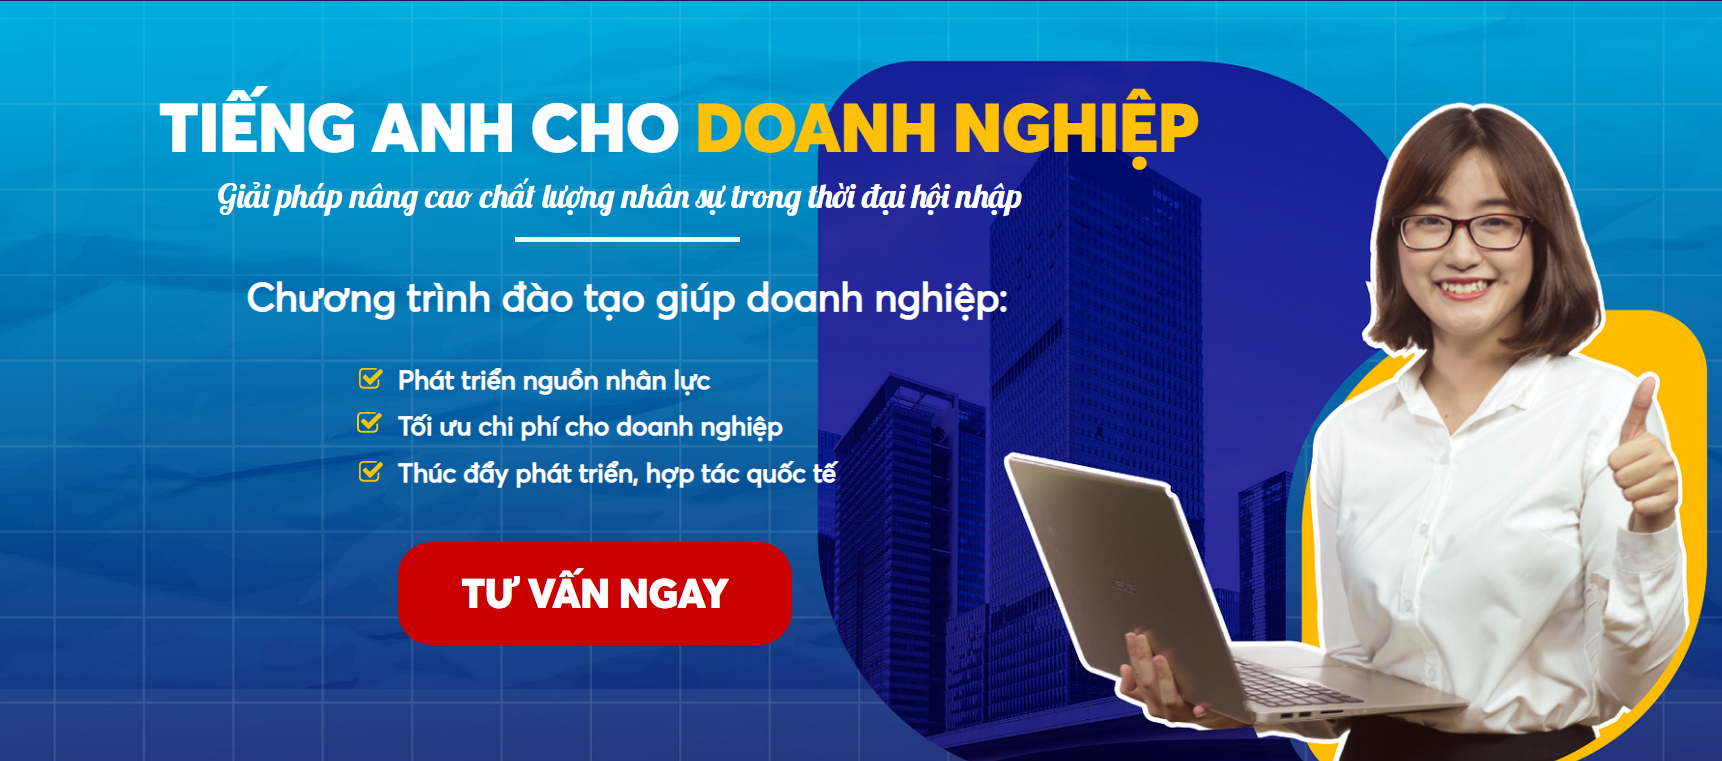 TIẾNG ANH CHO DOANH NGHIỆP
Giải pháp nâng cao chất lượng nhân sự trong thời đại hội nhập
Chương trình đào tạo giúp doanh nghiệp:
Phát triển nguồn nhân lực
Tối ưu chi phí cho doanh nghiệp
Thúc đẩy phát triển, hợp tác quốc tế
TƯ VẤN NGAY